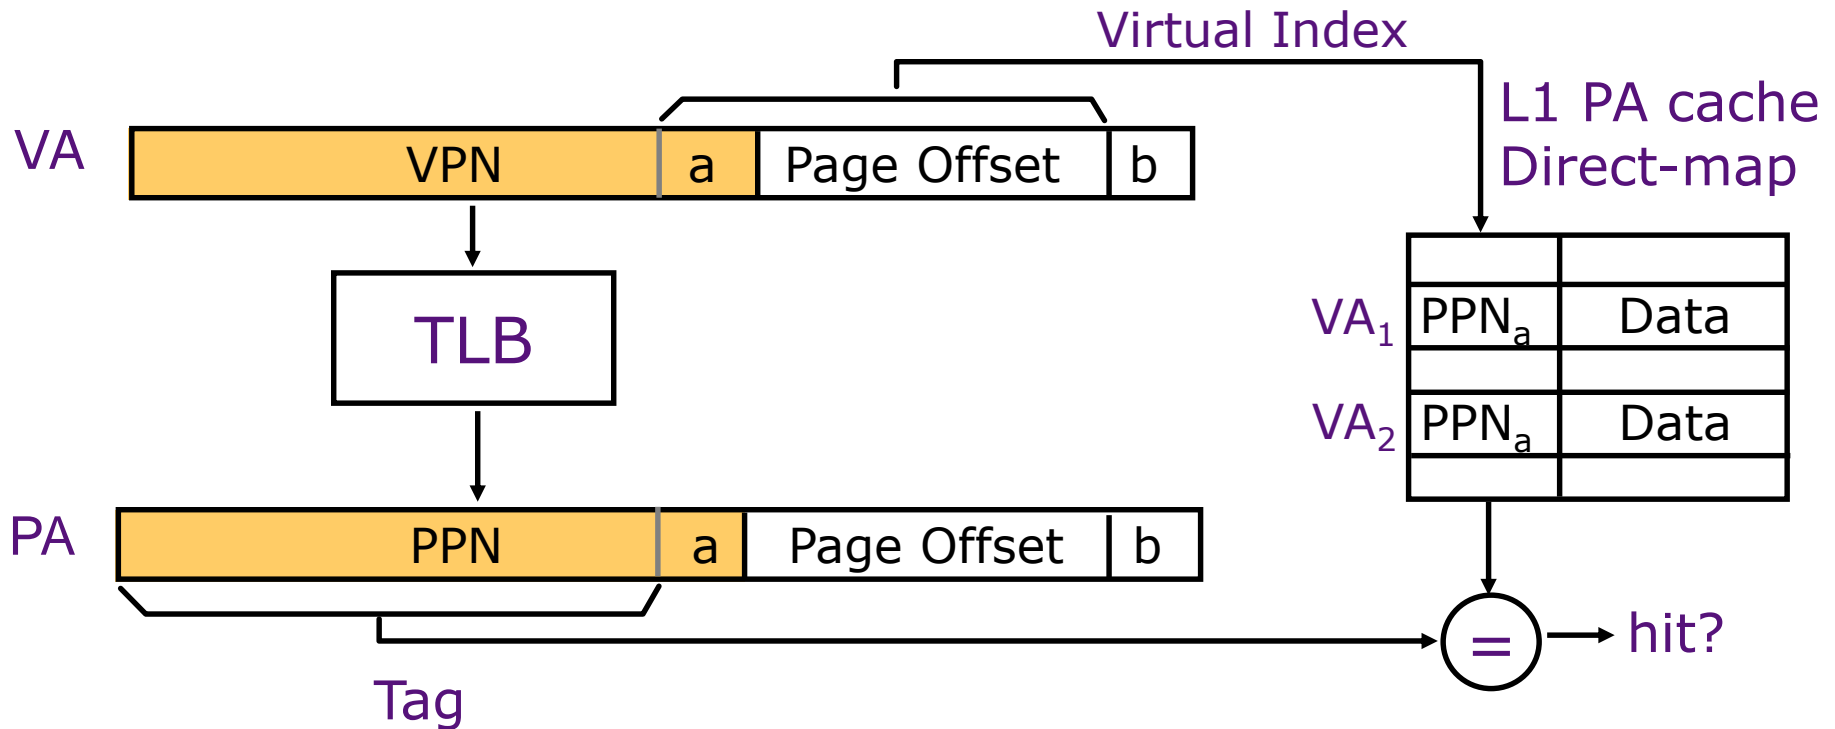 Virtual Index
L1 PA cache
Direct-map
VA VPN a Page Offset b
TLB
VA₁ PPNₐ Data
VA₂ PPNₐ Data
PA PPN a Page Offset b
= hit?
Tag